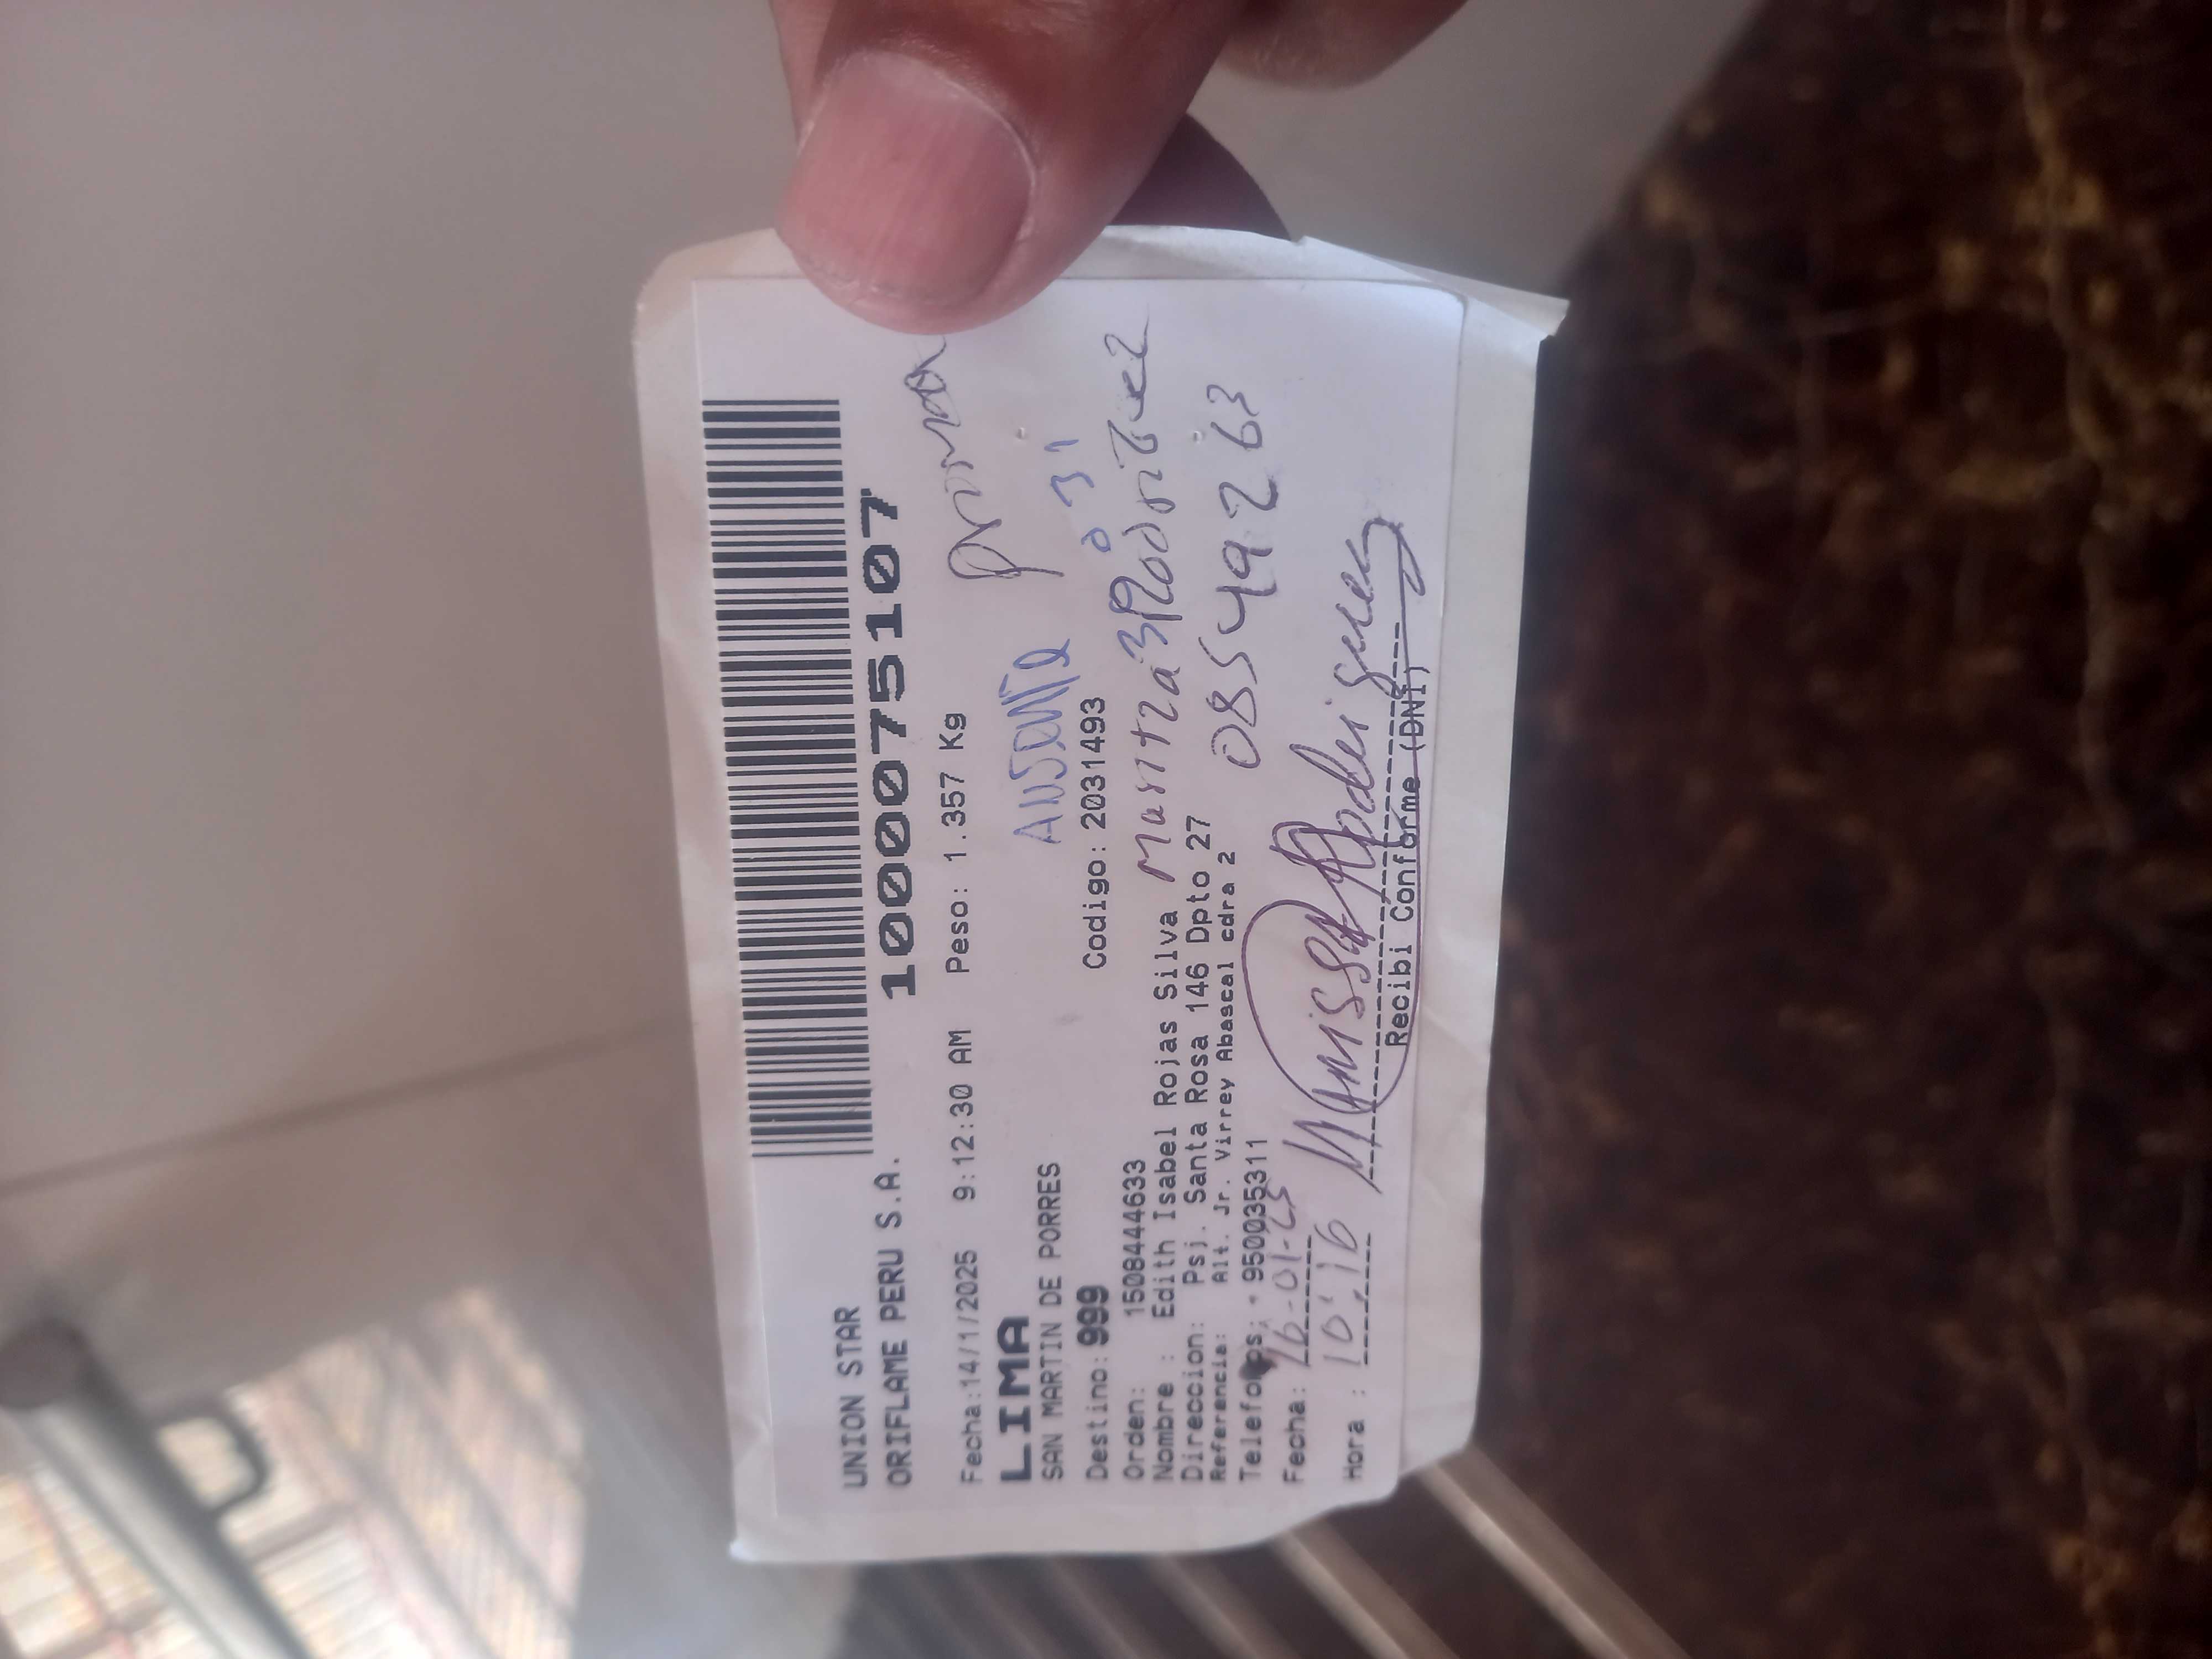 UNION STAR
ORIFLAME PERU S.A.
1000075107
Fecha:14/1/2025 9:12:30 AM Peso: 1.357 Kg
LIMA
AUSENTE
031
SAN MARTIN DE PORRES
Destino:999 Codigo: 2031493
Orden: 1508444633
Nombre : Edith Isabel Rojas Silva Maritza Rodriguez
Direccion: Psj. Santa Rosa 146 Dpto 27
08549263
Referencia: Alt. Jr. Virrey Abascal cdra 2
Telefonos: 950035311
Fecha: 16-01-25
Hora : 10:16
Recibi Conforme (DNI)